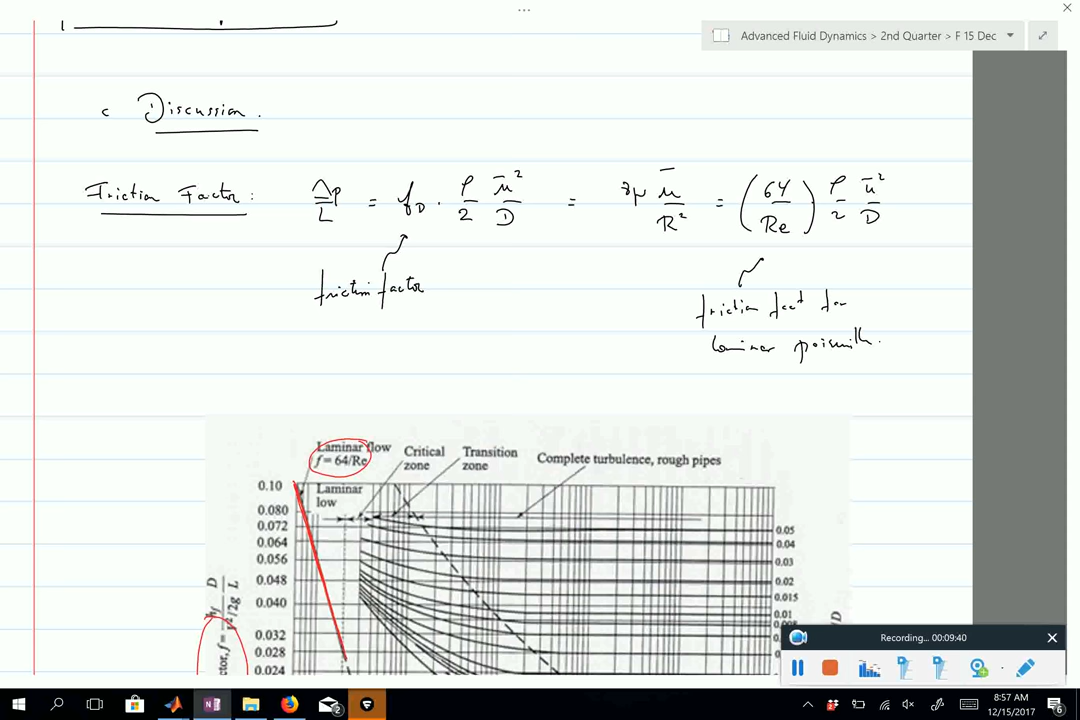 Advanced Fluid Dynamics > 2nd Quarter > F 15 Dec
c Discussion.
Friction Factor: Δp/L = f_D · ρ/2 ū²/D = 8μ ū/R² = (64/Re) ρ/2 ū²/D
friction factor
friction fact for
laminar poiseuille.
Laminar flow
f = 64/Re
Critical
zone
Transition
zone
Complete turbulence, rough pipes
Laminar
low
0.10
0.080
0.072
0.064
0.056
0.048
0.040
0.032
0.028
0.024
0.05
0.04
0.03
0.02
0.015
0.01
Recording... 00:09:40
8:57 AM
12/15/2017